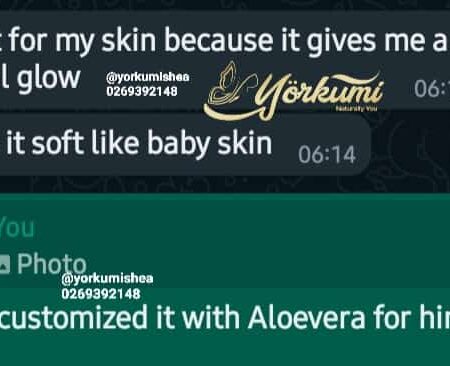 for my skin because it gives me a
glow
@yorkumishea
0269392148
Yörkumi
Naturally You
06:1
it soft like baby skin
06:14
You
Photo
@yorkumishea
0269392148
customized it with Aloevera for